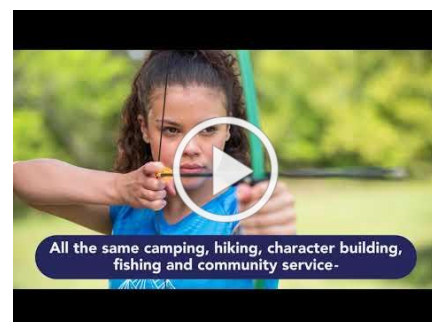 All the same camping, hiking, character building,
fishing and community service-